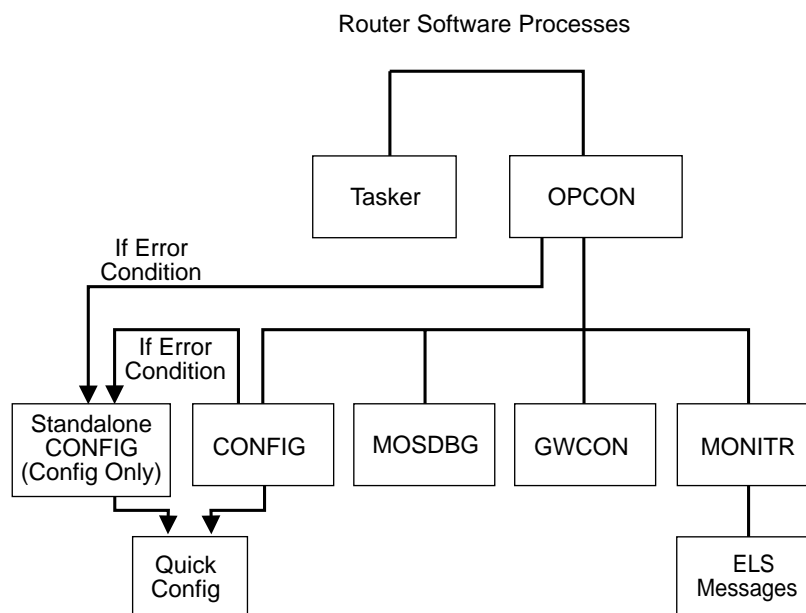 Router Software Processes
Tasker
OPCON
If Error
Condition
If Error
Condition
Standalone
CONFIG
(Config Only)
CONFIG
MOSDBG
GWCON
MONITR
Quick
Config
ELS
Messages